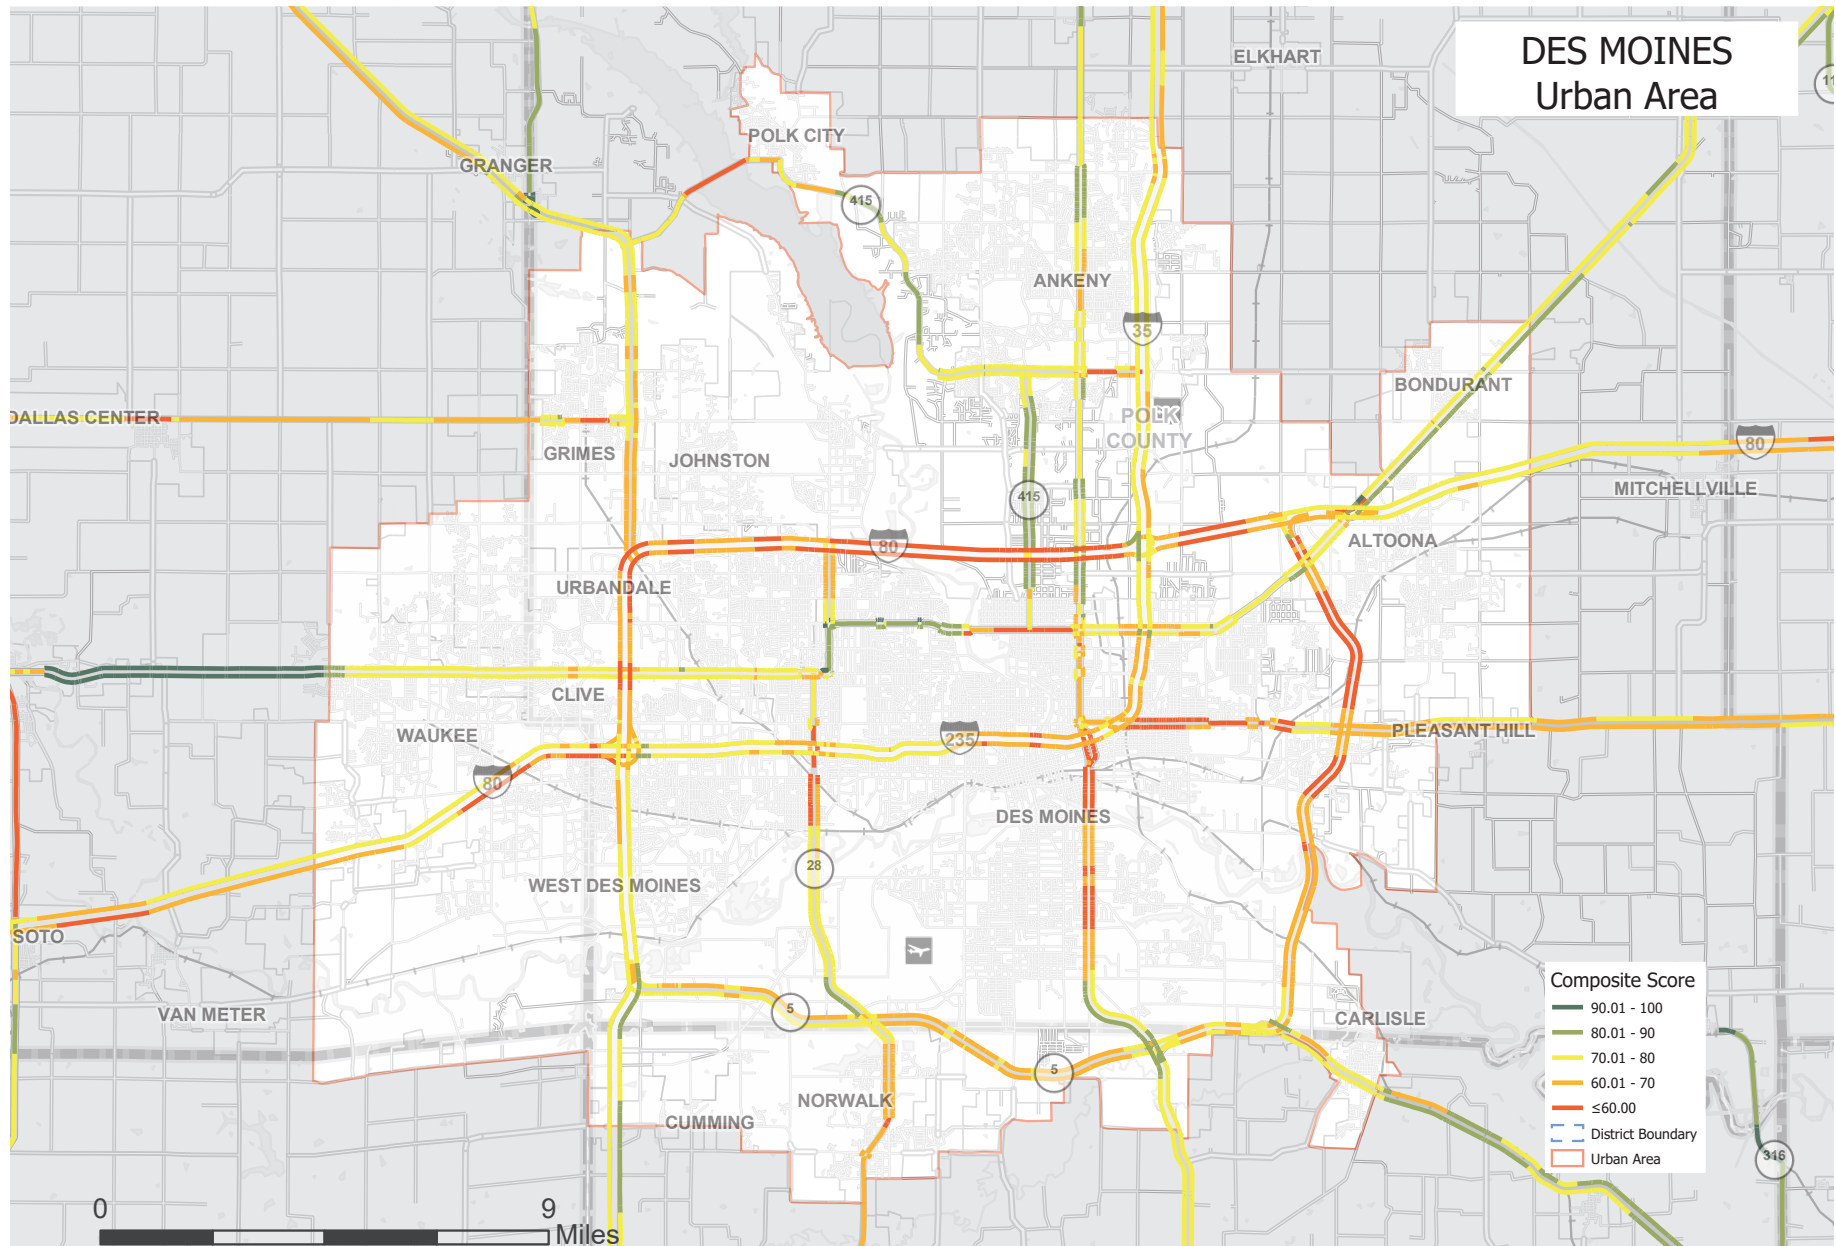 DES MOINES
Urban Area
ELKHART
11
POLK CITY
GRANGER
415
ANKENY
35
BONDURANT
DALLAS CENTER
POLK
COUNTY
80
GRIMES
JOHNSTON
MITCHELLVILLE
415
80
ALTOONA
URBANDALE
CLIVE
WAUKEE
235
PLEASANT HILL
80
DES MOINES
28
WEST DES MOINES
SOTO
5
VAN METER
CARLISLE
5
NORWALK
CUMMING
316
Composite Score
90.01 - 100
80.01 - 90
70.01 - 80
60.01 - 70
≤60.00
District Boundary
Urban Area
0
9
Miles